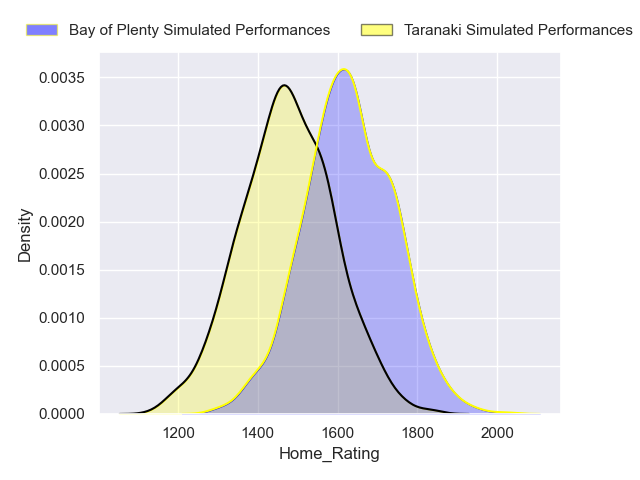 Bay of Plenty Simulated Performances Taranaki Simulated Performances
0.0035
0.0030
0.0025
0.0020
0.0015
0.0010
0.0005
0.0000
Density
1200 1400 1600 1800 2000
Home_Rating